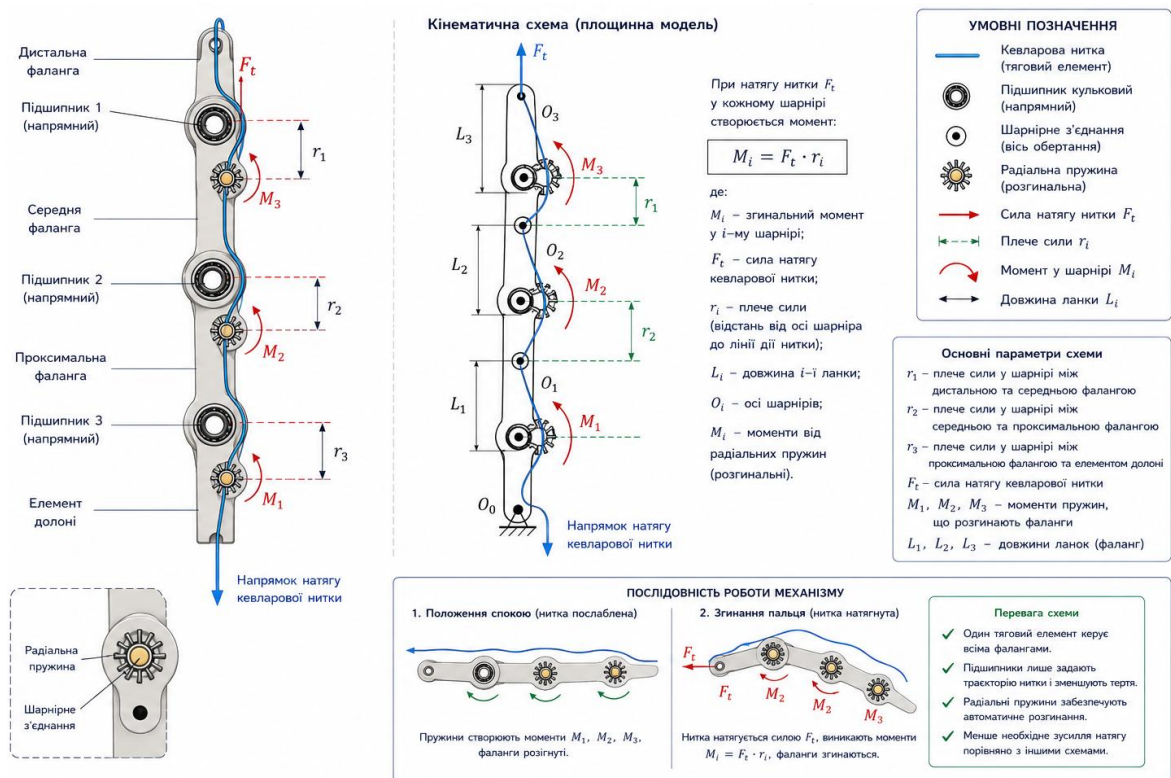 Дистальна
фаланга
Підшипник 1
(напрямний)
Середня
фаланга
Підшипник 2
(напрямний)
Проксимальна
фаланга
Підшипник 3
(напрямний)
Елемент
долоні
F_t
r_1
M_3
r_2
M_2
r_3
M_1
Напрямок натягу
кевларової нитки
Радіальна
пружина
Шарнірне
з'єднання
Кінематична схема (площинна модель)
F_t
O_3
L_3
M_3
r_1
O_2
L_2
M_2
r_2
O_1
L_1
M_1
O_0
Напрямок натягу
кевларової нитки
При натягу нитки F_t
у кожному шарнірі
створюється момент:
M_i = F_t · r_i
де:
M_i – згинальний момент
у i–му шарнірі;
F_t – сила натягу
кевларової нитки;
r_i – плече сили
(відстань від осі шарніра
до лінії дії нитки);
L_i – довжина i–ї ланки;
O_i – осі шарнірів;
M_i – моменти від
радіальних пружин
(розгинальні).
УМОВНІ ПОЗНАЧЕННЯ
Кевларова нитка
(тяговий елемент)
Підшипник кульковий
(напрямний)
Шарнірне з'єднання
(вісь обертання)
Радіальна пружина
(розгинальна)
Сила натягу нитки F_t
Плече сили r_i
Момент у шарнірі M_i
Довжина ланки L_i
Основні параметри схеми
r_1 – плече сили у шарнірі між
дистальною та середньою фалангою
r_2 – плече сили у шарнірі між
середньою та проксимальною фалангою
r_3 – плече сили у шарнірі між
проксимальною фалангою та елементом долоні
F_t – сила натягу кевларової нитки
M_1, M_2, M_3 – моменти пружин,
що розгинають фаланги
L_1, L_2, L_3 – довжини ланок (фаланг)
ПОСЛІДОВНІСТЬ РОБОТИ МЕХАНІЗМУ
1. Положення спокою (нитка послаблена)
Пружини створюють моменти M_1, M_2, M_3,
фаланги розігнуті.
2. Згинання пальця (нитка натягнута)
F_t
F_t
M_2
M_2
M_3
Нитка натягується силою F_t, виникають моменти
M_i = F_t · r_i, фаланги згинаються.
Перевага схеми
✓ Один тяговий елемент керує
всіма фалангами.
✓ Підшипники лише задають
траєкторію нитки і зменшують тертя.
✓ Радіальні пружини забезпечують
автоматичне розгинання.
✓ Менше необхідне зусилля натягу
порівняно з іншими схемами.